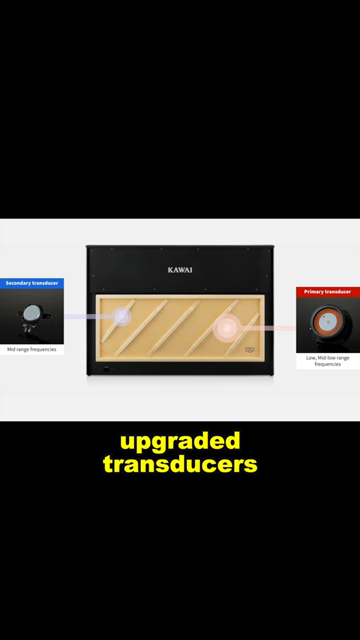 KAWAI
Secondary transducer
Mid range frequencies
Primary transducer
Low, Mid-low range
frequencies
upgraded
transducers